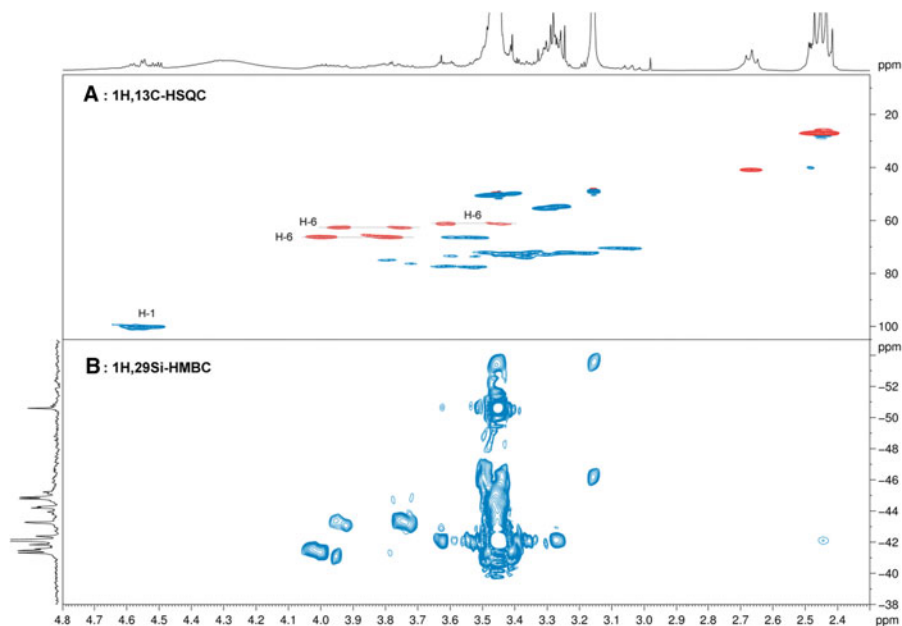 ppm
A : 1H,13C-HSQC
20
40
H-6
H-6
60
H-6
80
H-1
100
ppm
B : 1H,29Si-HMBC
-52
-50
-48
-46
-44
-42
-40
-38
4.8 4.7 4.6 4.5 4.4 4.3 4.2 4.1 4.0 3.9 3.8 3.7 3.6 3.5 3.4 3.3 3.2 3.1 3.0 2.9 2.8 2.7 2.6 2.5 2.4 ppm